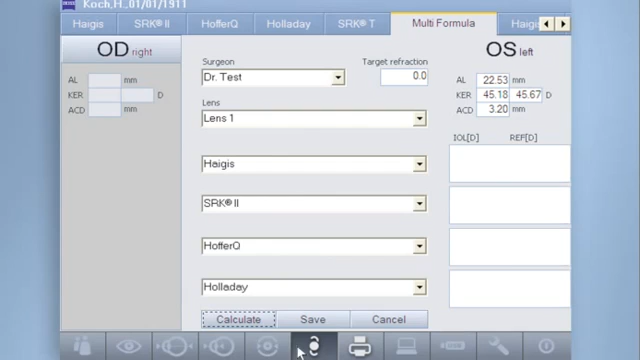 Koch,H.,01/01/1911
Haigis
SRK® II
HofferQ
Holladay
SRK® T
Multi Formula
Haigi
OD right
AL mm
KER D
ACD mm
Surgeon
Dr. Test
Target refraction
0.0
Lens
Lens 1
Haigis
SRK® II
HofferQ
Holladay
OS left
AL 22.53 mm
KER 45.18 45.67 D
ACD 3.20 mm
IOL[D] REF[D]
Calculate
Save
Cancel